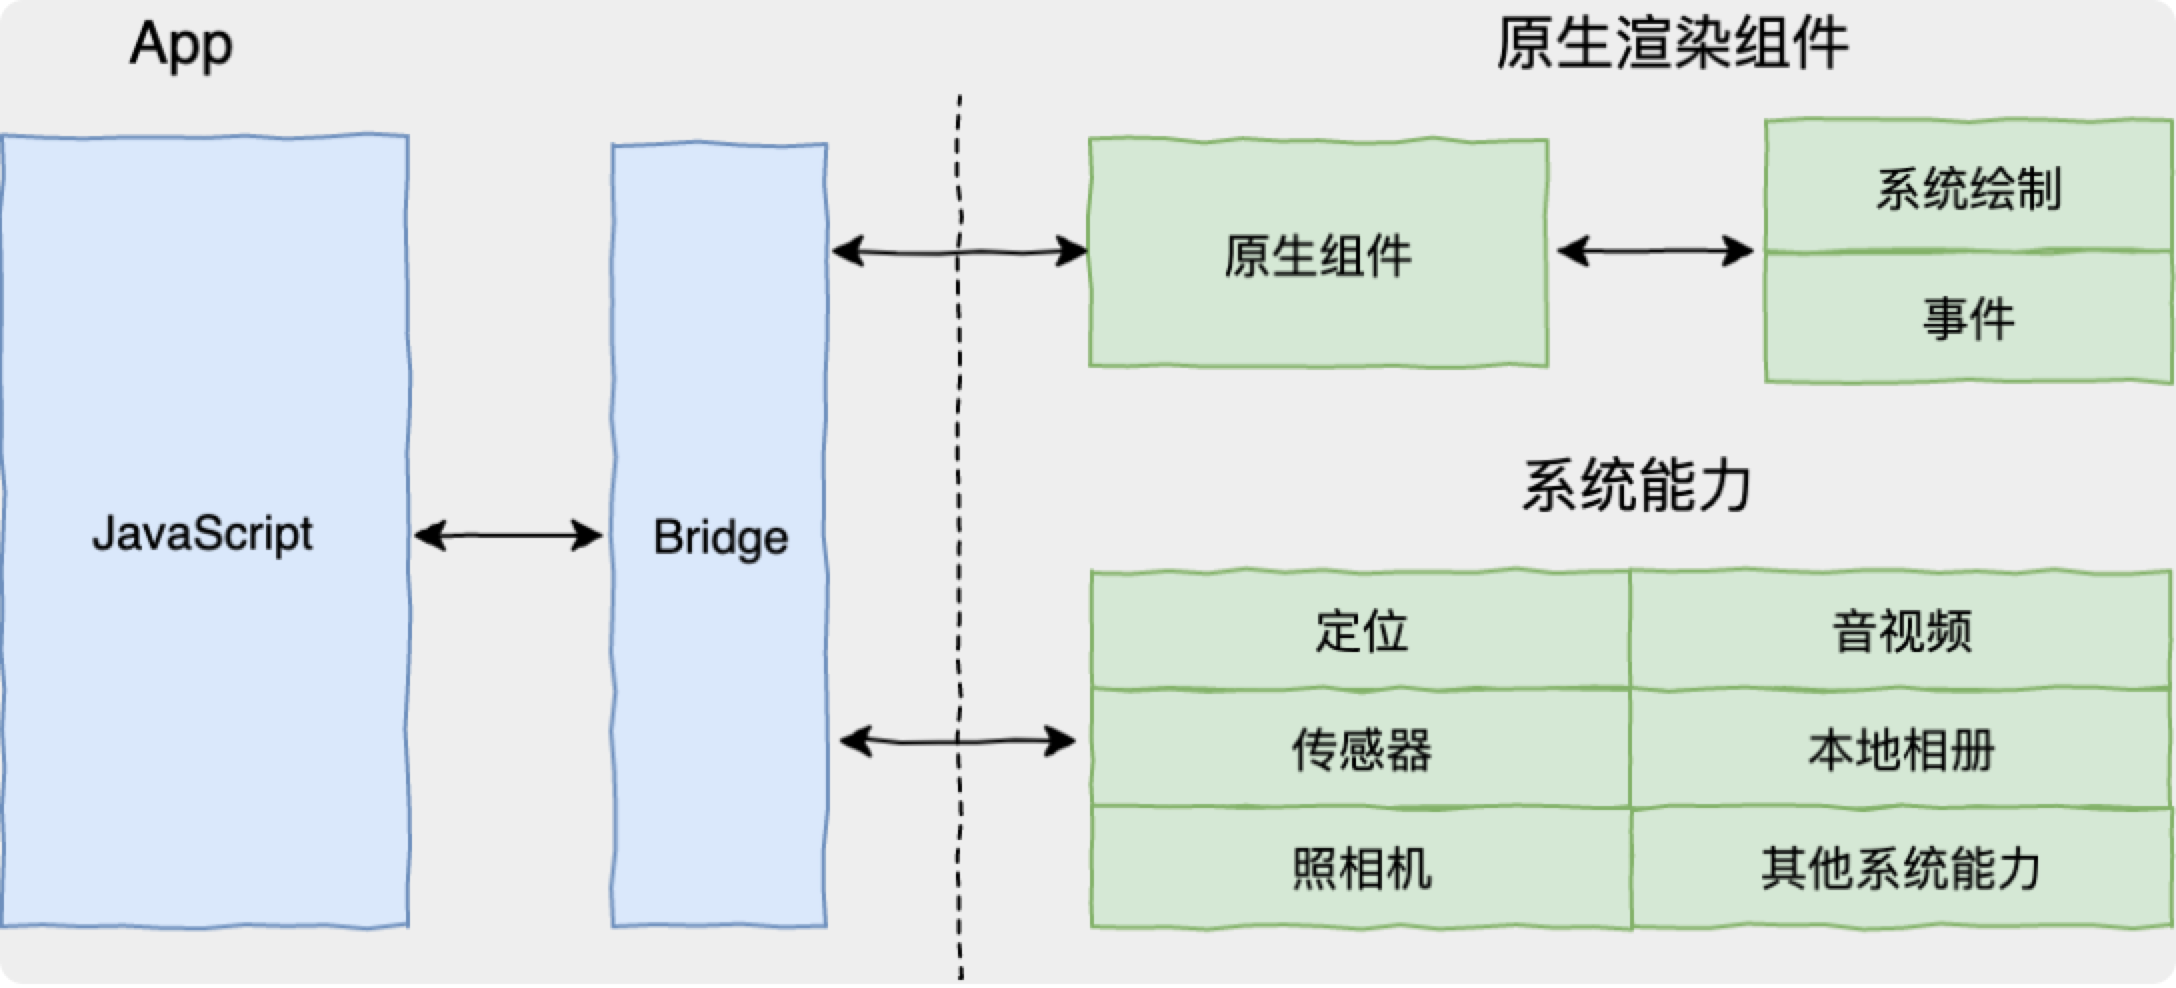 App
JavaScript
Bridge
原生渲染组件
原生组件
系统绘制
事件
系统能力
定位
音视频
传感器
本地相册
照相机
其他系统能力